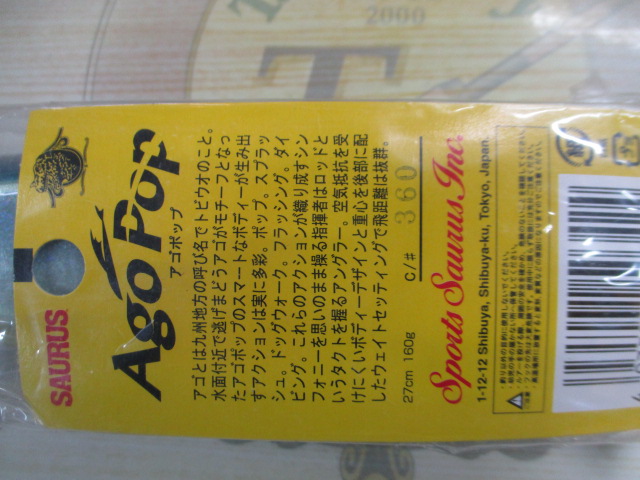 SAURUS
Ago Pop
アゴポップ
アゴとは九州地方の呼び名でトビウオのこと。
水面付近で逃げまどうアゴがモチーフとなっ
たアゴポップのスマートなボディーが生み出
すアクションは実に多彩。ポップ、スプラッ
シュ、ドッグウォーク。フラッシング。ダイ
ビング。これらのアクションが織り成すシン
フォニーを思いのまま操る指揮者はロッドと
いうタクトを握るアングラー。空気抵抗を受
けにくいボディーデザインと重心を後部に配
したウェイトセッティングで飛距離は抜群。
27cm 160g C/# 360
Sports Saurus, Inc.
1-12-12 Shibuya, Shibuya-ku, Tokyo, Japan.
2000
T